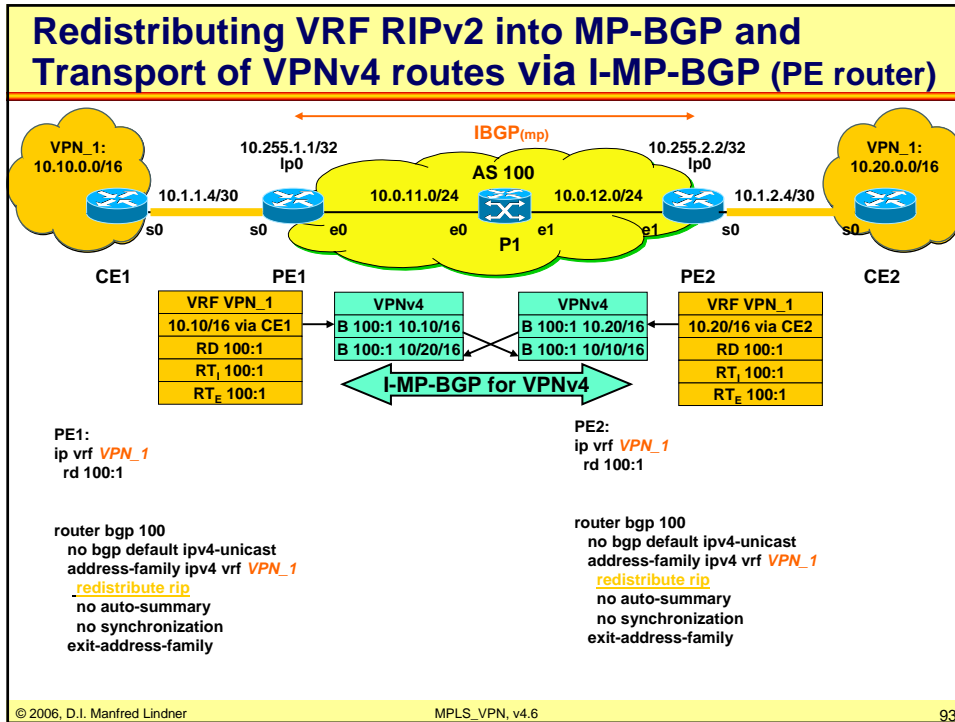 Redistributing VRF RIPv2 into MP-BGP and
Transport of VPNv4 routes via I-MP-BGP (PE router)
IBGP(mp)
VPN_1:
10.10.0.0/16
10.255.1.1/32
lp0
10.255.2.2/32
lp0
VPN_1:
10.20.0.0/16
AS 100
10.1.1.4/30
10.0.11.0/24
10.0.12.0/24
10.1.2.4/30
s0
s0
e0
e0
e1
e1
s0
s0
P1
CE1
PE1
PE2
CE2
VRF VPN_1
10.10/16 via CE1
RD 100:1
RTI 100:1
RTE 100:1
VPNv4
B 100:1 10.10/16
B 100:1 10/20/16
VPNv4
B 100:1 10.20/16
B 100:1 10/10/16
VRF VPN_1
10.20/16 via CE2
RD 100:1
RTI 100:1
RTE 100:1
I-MP-BGP for VPNv4
PE1:
ip vrf VPN_1
rd 100:1
router bgp 100
no bgp default ipv4-unicast
address-family ipv4 vrf VPN_1
redistribute rip
no auto-summary
no synchronization
exit-address-family
PE2:
ip vrf VPN_1
rd 100:1
router bgp 100
no bgp default ipv4-unicast
address-family ipv4 vrf VPN_1
redistribute rip
no auto-summary
no synchronization
exit-address-family
© 2006, D.I. Manfred Lindner
MPLS_VPN, v4.6
93